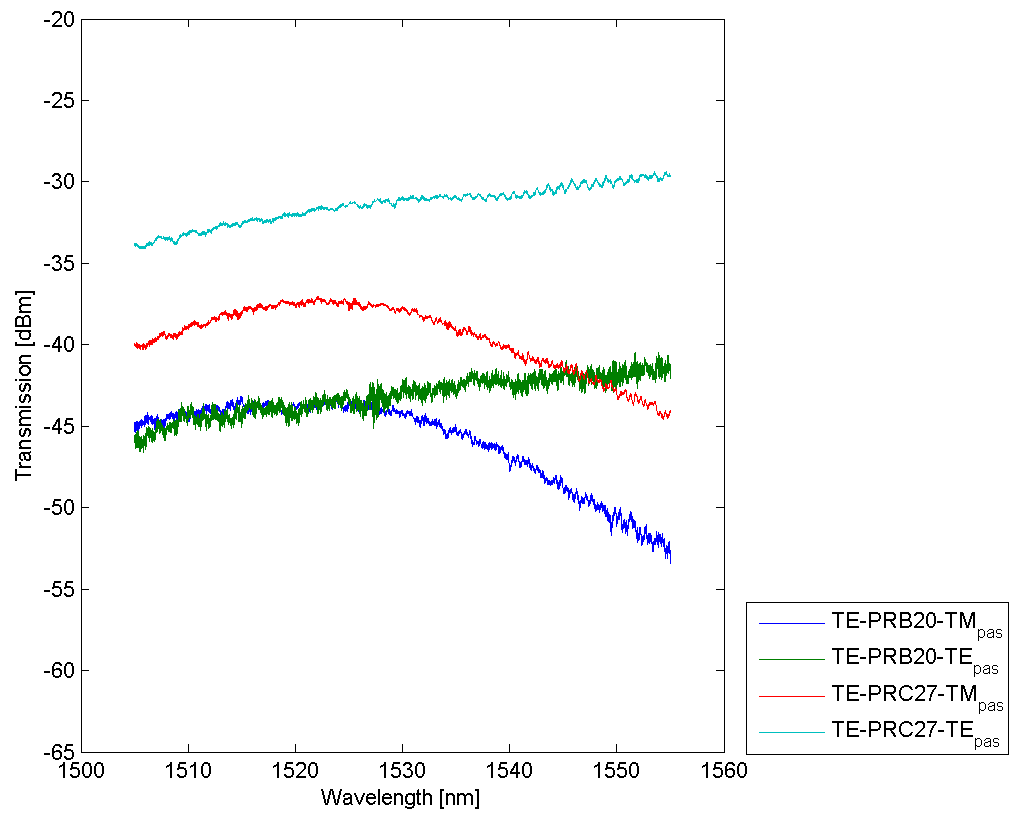 -20
-25
-30
-35
-40
-45
-50
-55
-60
-65
Transmission [dBm]
1500 1510 1520 1530 1540 1550 1560
Wavelength [nm]
TE-PRB20-TMpas
TE-PRB20-TEpas
TE-PRC27-TMpas
TE-PRC27-TEpas